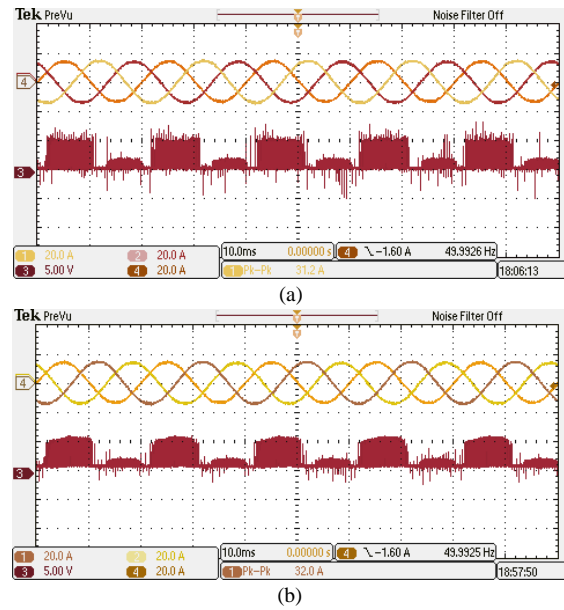 Tek PreVu Noise Filter Off
4
3
1 20.0 A 2 20.0 A
3 5.00 V 4 20.0 A
10.0ms 0.00000 s
4 -1.60 A 49.9926 Hz
1 Pk-Pk 31.2 A
18:06:13
(a)
Tek PreVu Noise Filter Off
4
3
1 20.0 A 2 20.0 A
3 5.00 V 4 20.0 A
10.0ms 0.00000 s
4 -1.60 A 49.9925 Hz
1 Pk-Pk 32.0 A
18:57:50
(b)